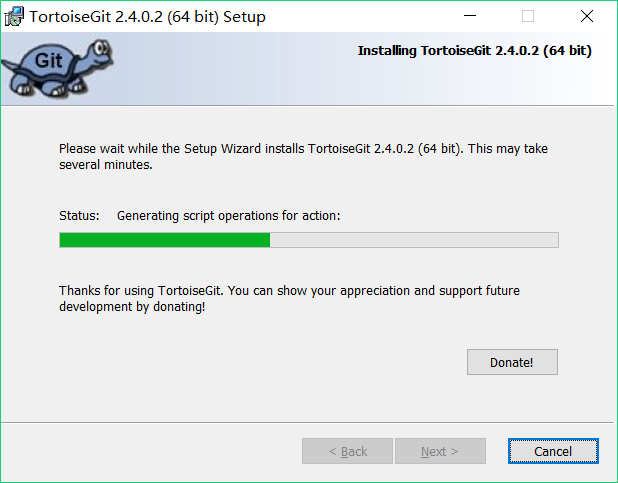 TortoiseGit 2.4.0.2 (64 bit) Setup
Git
Installing TortoiseGit 2.4.0.2 (64 bit)
Please wait while the Setup Wizard installs TortoiseGit 2.4.0.2 (64 bit). This may take
several minutes.
Status: Generating script operations for action:
Thanks for using TortoiseGit. You can show your appreciation and support future
development by donating!
Donate!
< Back Next > Cancel